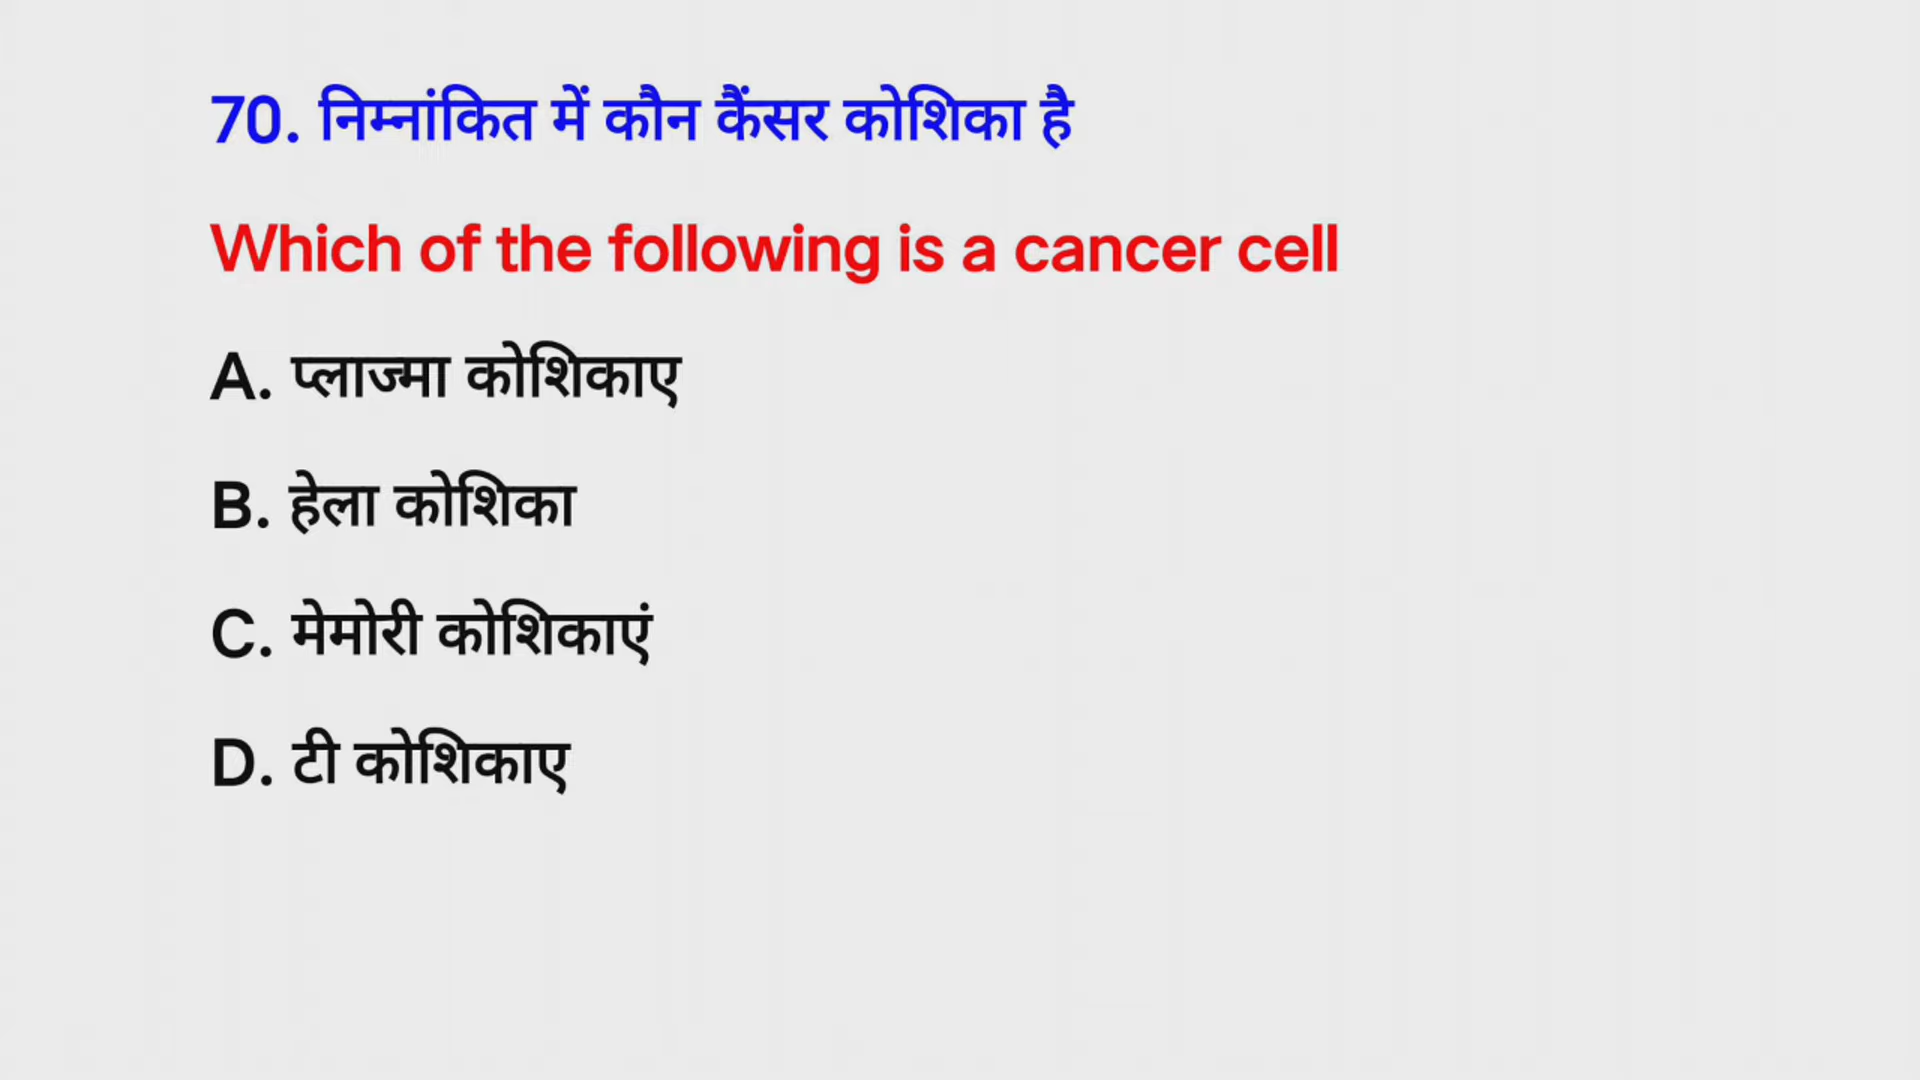 70. निम्नांकित में कौन कैंसर कोशिका है
Which of the following is a cancer cell
A. प्लाज्मा कोशिकाए
B. हेला कोशिका
C. मेमोरी कोशिकाएं
D. टी कोशिकाए